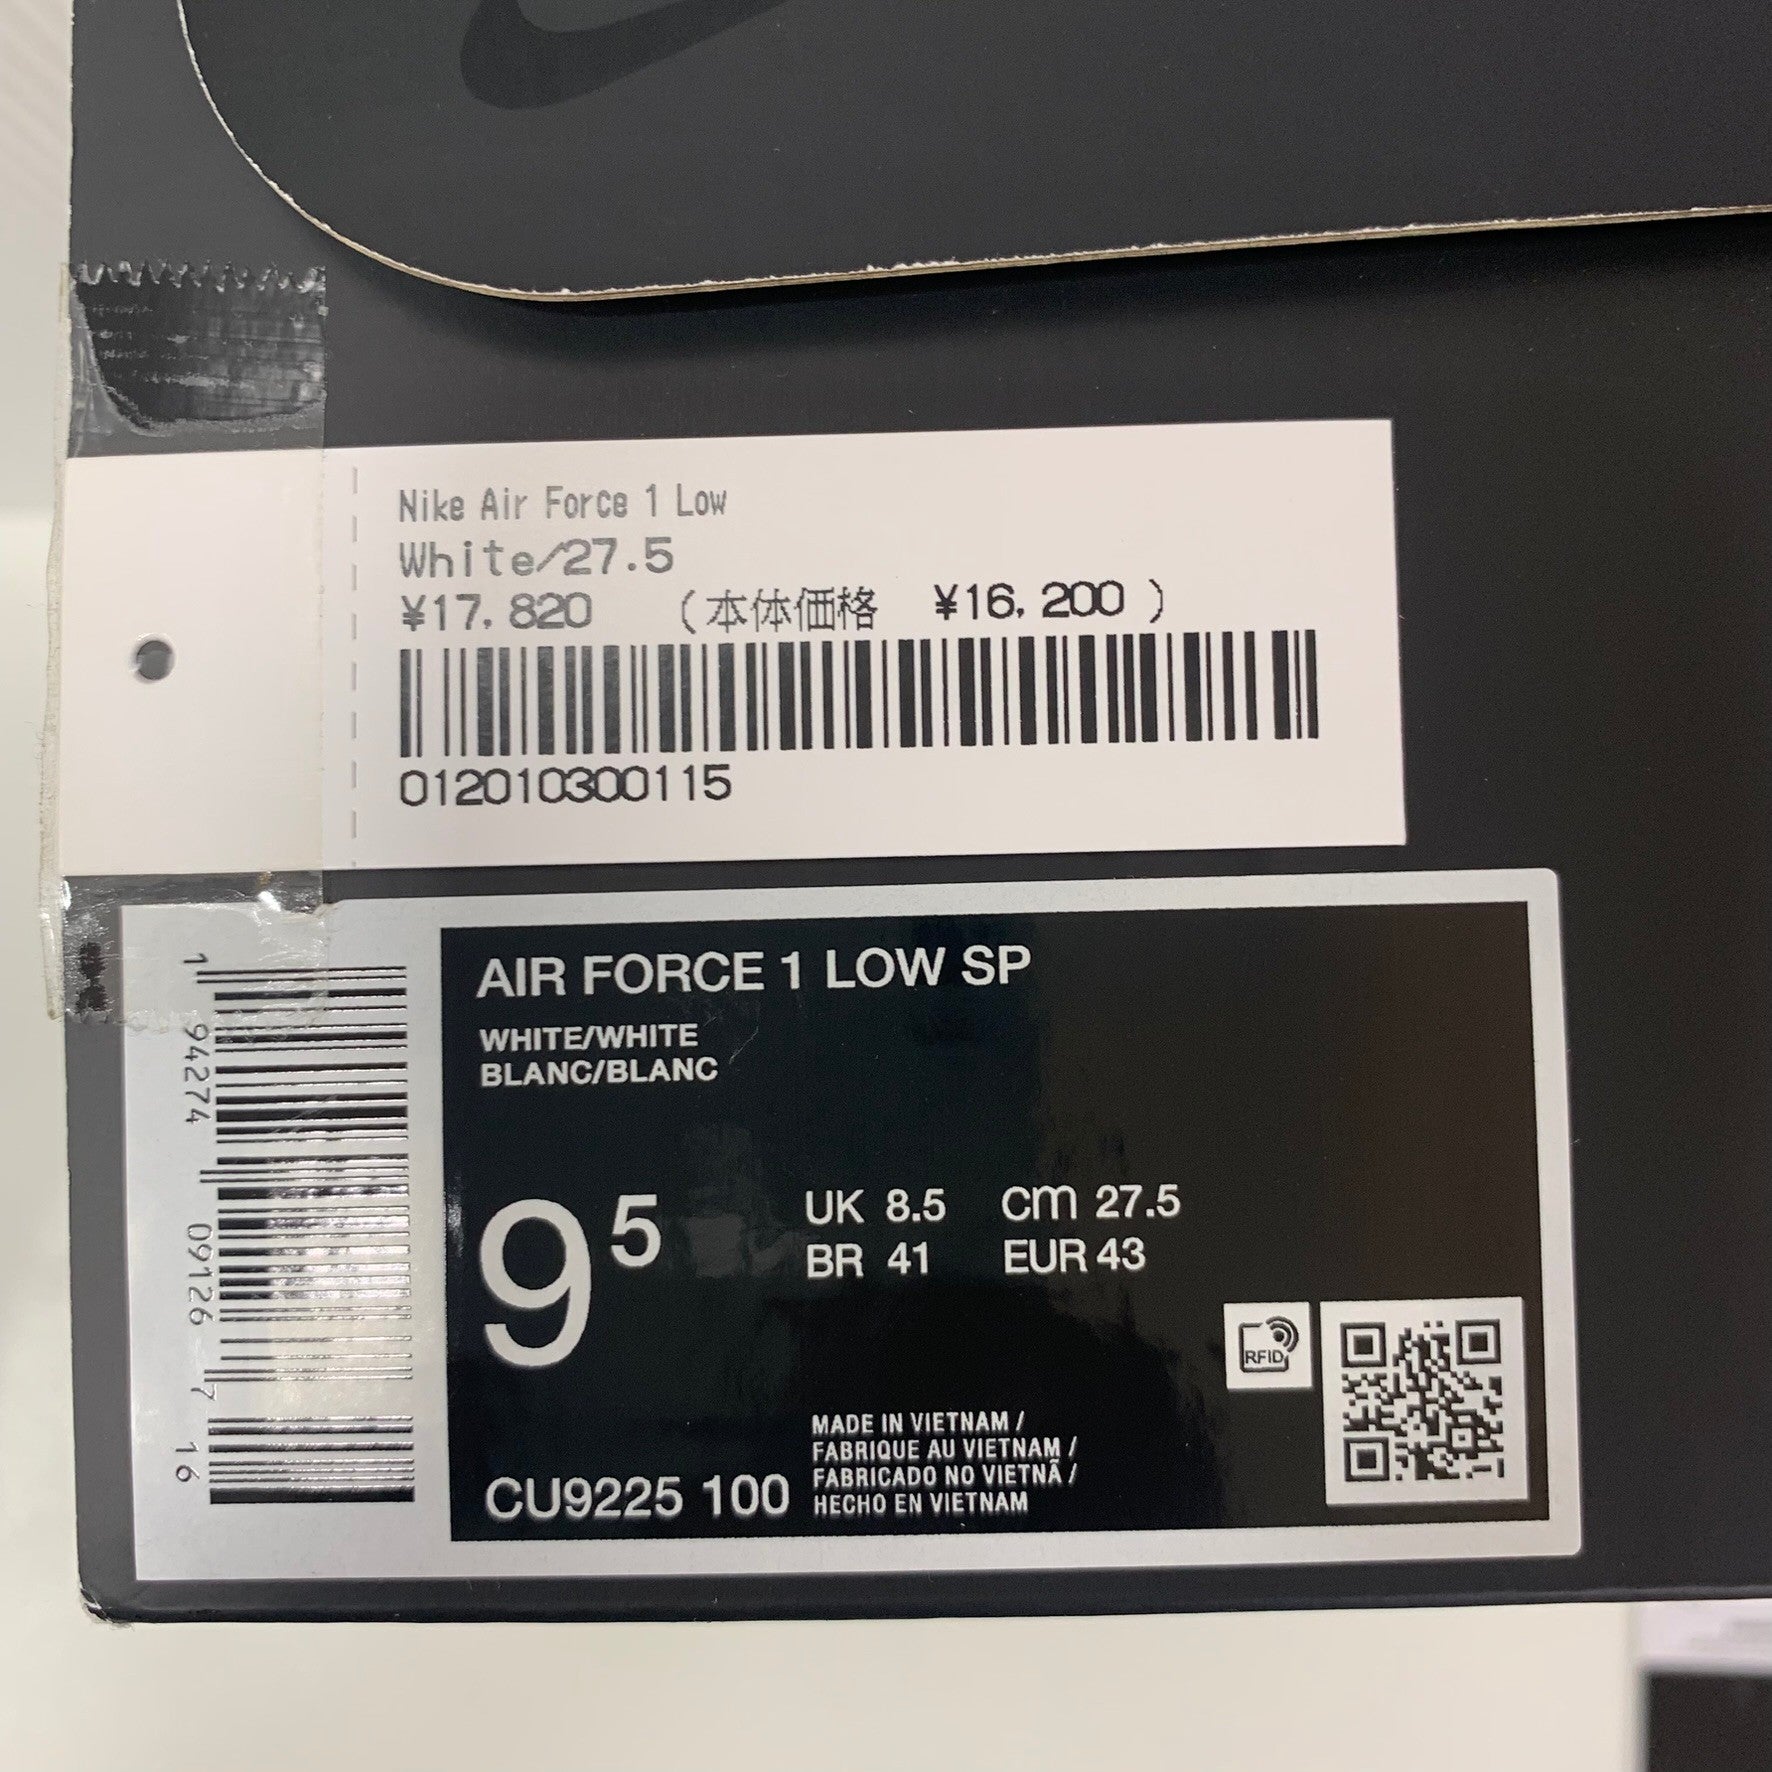 Nike Air Force 1 Low
White/27.5
¥17,820 (本体価格 ¥16,200 )
012010300115
1 94274 09126 7 16
AIR FORCE 1 LOW SP
WHITE/WHITE
BLANC/BLANC
9 5
UK 8.5 cm 27.5
BR 41 EUR 43
RFID
MADE IN VIETNAM /
FABRIQUE AU VIETNAM /
FABRICADO NO VIETNÃ /
HECHO EN VIETNAM
CU9225 100